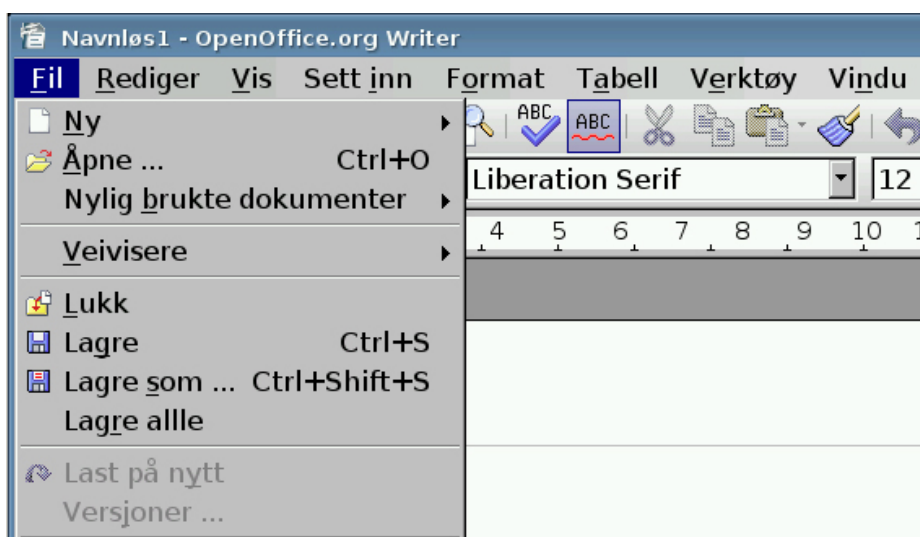 Navnløs1 - OpenOffice.org Writer
Fil Rediger Vis Sett inn Format Tabell Verktøy Vindu
Ny
ABC ABC
Åpne ... Ctrl+O
Liberation Serif 12
Nylig brukte dokumenter
4 5 6 7 8 9 10 1
Veivisere
Lukk
Lagre Ctrl+S
Lagre som ... Ctrl+Shift+S
Lagre allle
Last på nytt
Versjoner ...